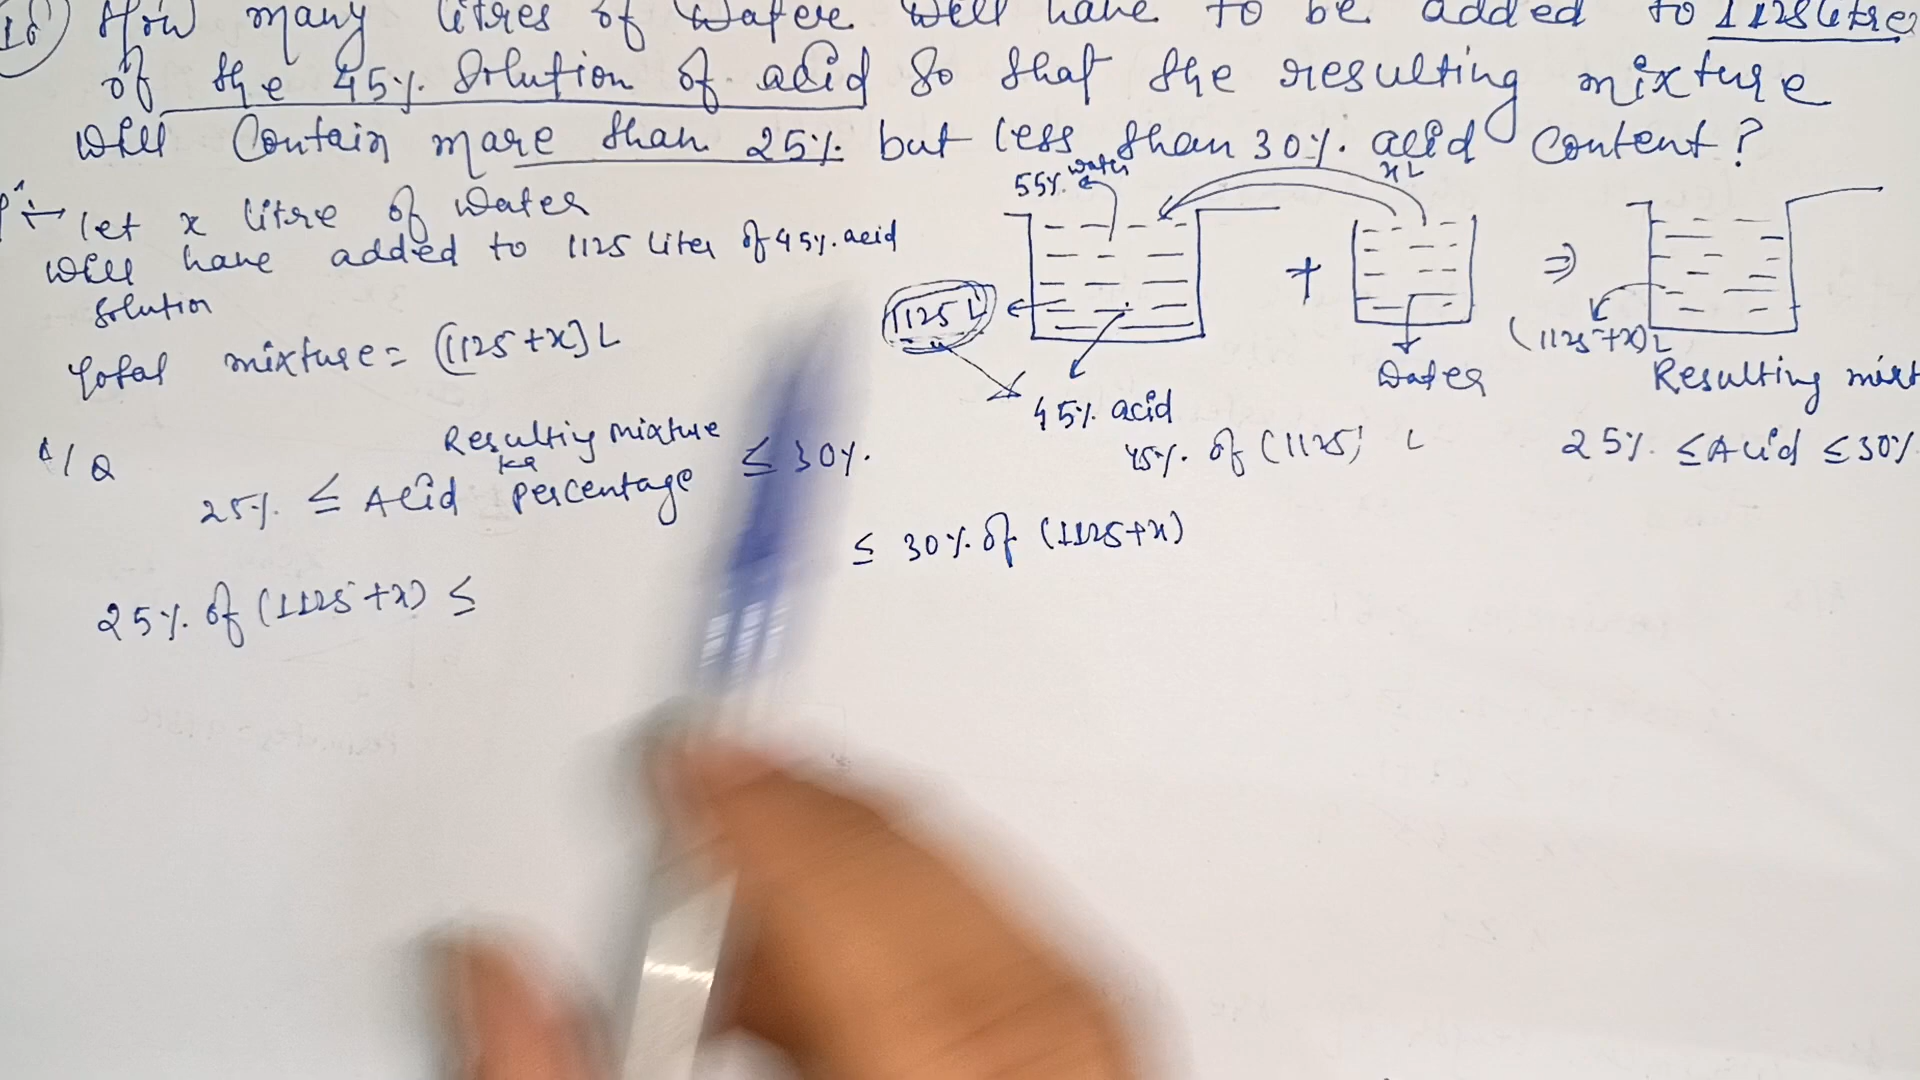 16) How many litres of water will have to be added to 1125 litre
of the 45% solution of acid so that the resulting mixture
will contain more than 25% but less than 30% acid content?
let x litre of water
will have added to 1125 liter of 45% acid
solution
Total mixture = (1125+x) L
A/Q
Resulting mixture
ka
25% ≤ Acid percentage ≤ 30%
≤ 30% of (1125+x)
25% of (1125+x) ≤
55% water
xL
1125 L
+
⇒
(1125+x)L
water
Resulting mixt
45% acid
45% of (1125) L
25% ≤ Acid ≤ 30%